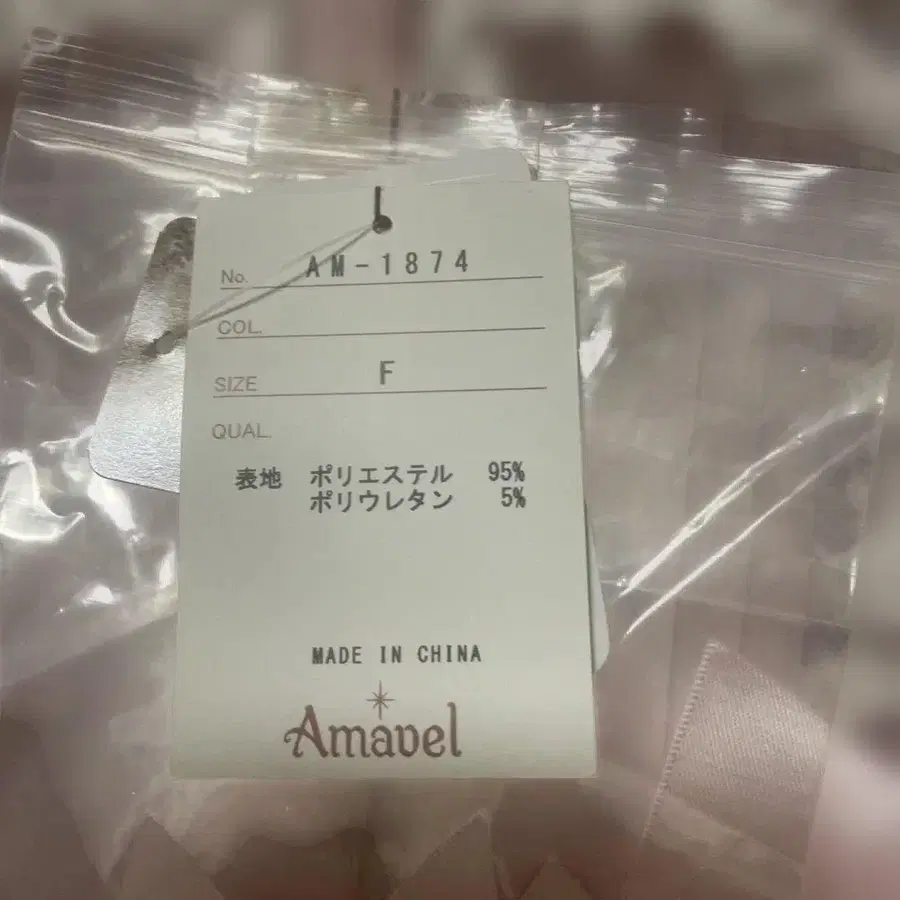 No. AM-1874
COL.
SIZE F
QUAL.
表地 ポリエステル 95%
ポリウレタン 5%
MADE IN CHINA
Amavel